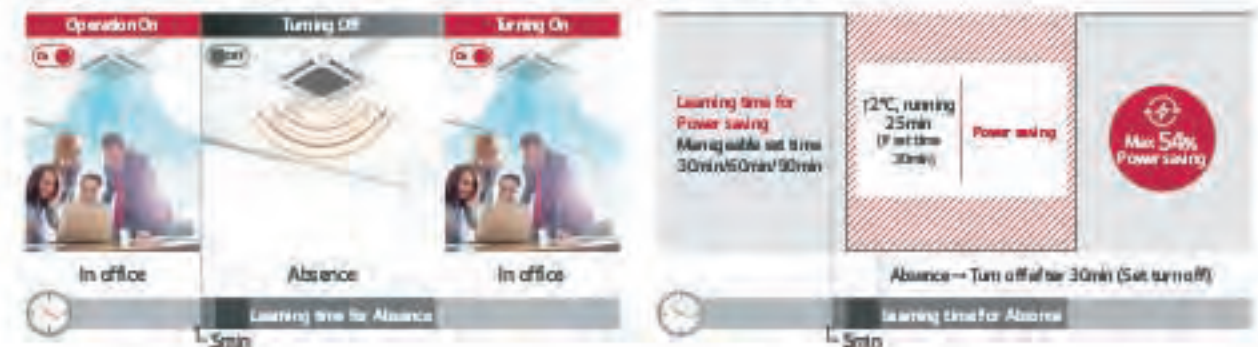 Operation On
Turning Off
Turning On
On
OFF
On
In office
Absence
In office
Learning time for Absence
5min
Learning time for
Power saving
Manageable set time
30min/60min/90min
↑2°C, running
25min
(If set time
30min)
Power saving
Max 54%
Power saving
Absence → Turn off after 30min (Set turn off)
Learning time for Absence
5min